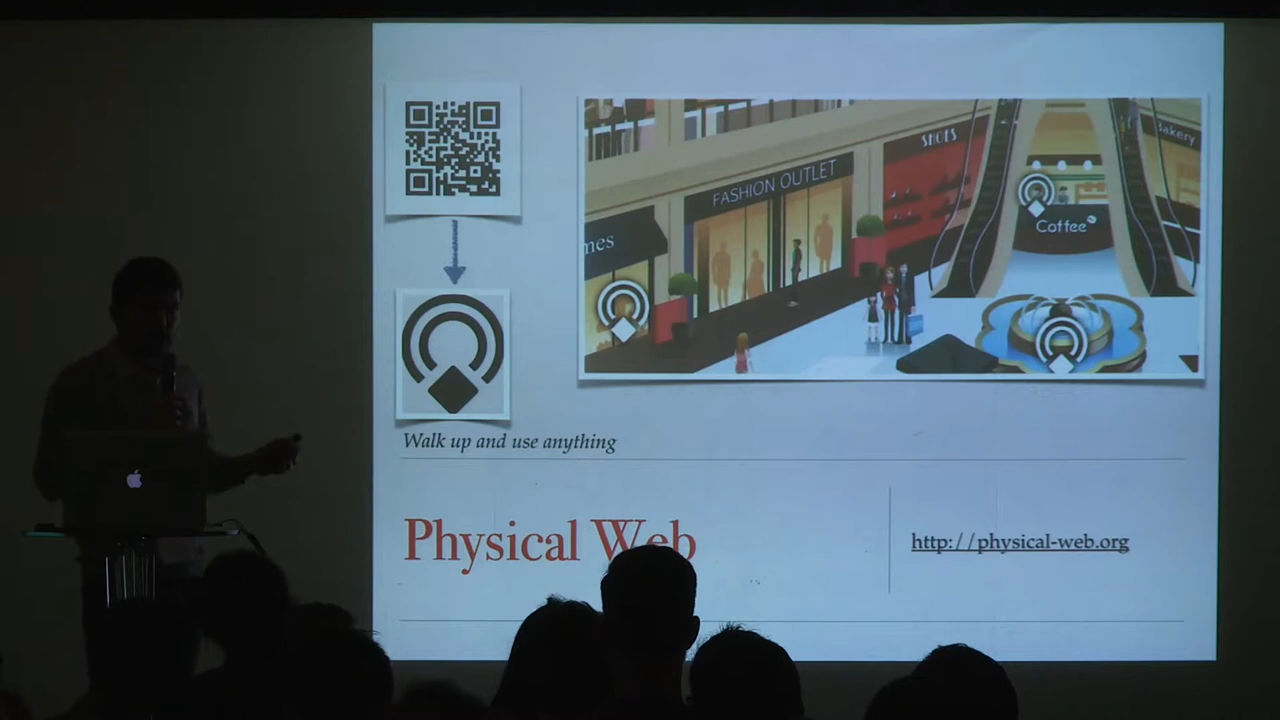 FASHION OUTLET
SHOES
Bakery
Coffee
mes
Walk up and use anything
Physical Web
http://physical-web.org